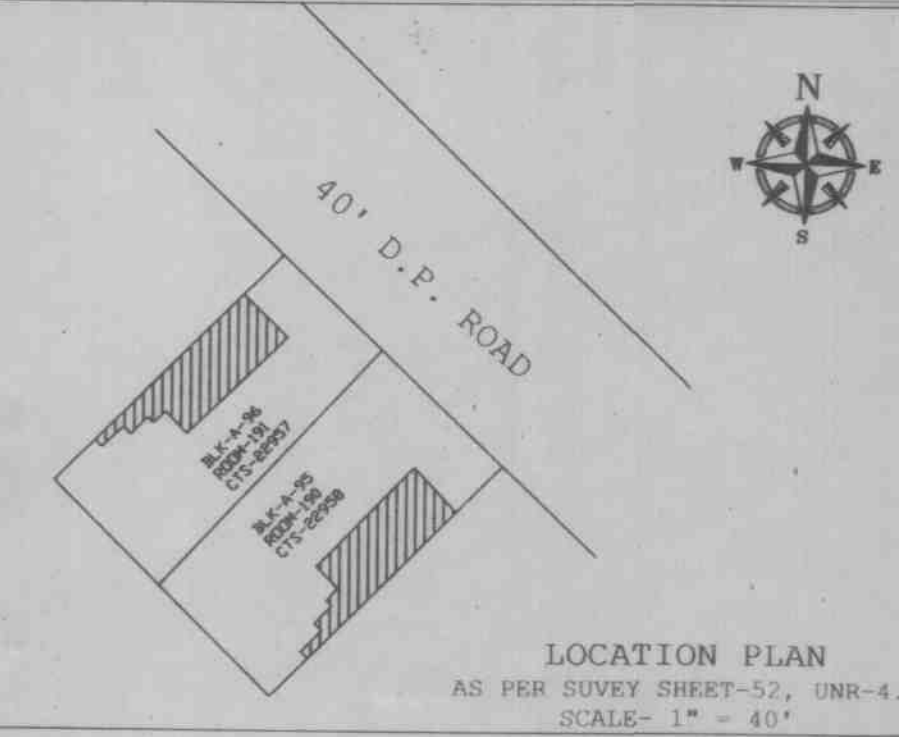 N
W E
S
40' D.P. ROAD
BLK-A-96
ROOM-191
CTS-22957
BLK-A-95
ROOM-190
CTS-22958
LOCATION PLAN
AS PER SUVEY SHEET-52, UNR-4.
SCALE- 1" = 40'